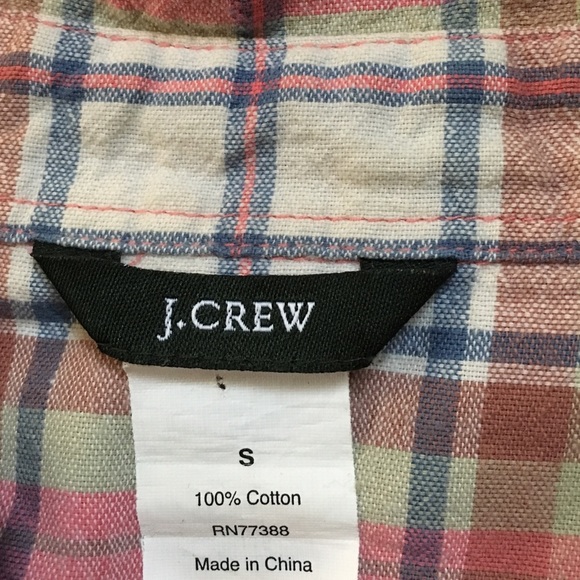 J.CREW
S
100% Cotton
RN77388
Made in China